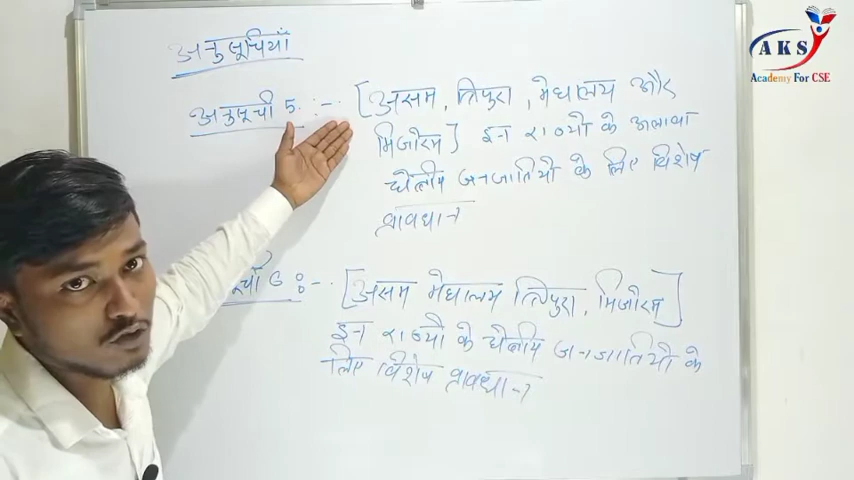 अनुसूचियाँ
AKS
Academy For CSE
अनुसूची 5 :- [असम, त्रिपुरा, मेघालय और
मिजोरम] इन राज्यों के अलावा
क्षेत्रीय जनजातियों के लिए विशेष
प्रावधान
सूची 6 :- [असम मेघालय त्रिपुरा, मिजोरम]
इन राज्यों के क्षेत्रीय जनजातियों के
लिए विशेष प्रावधान